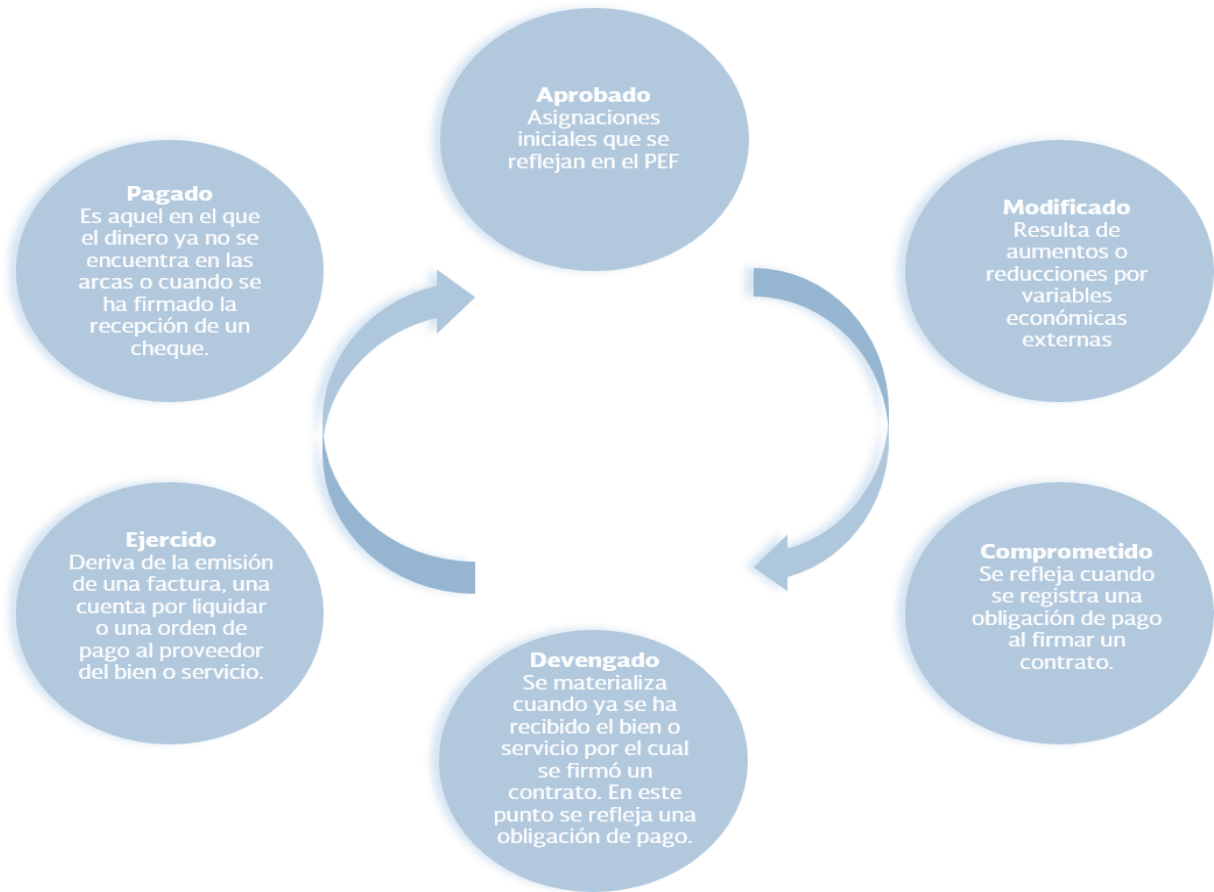 Aprobado
Asignaciones
iniciales que se
reflejan en el PEF
Modificado
Resulta de
aumentos o
reducciones por
variables
económicas
externas
Comprometido
Se refleja cuando
se registra una
obligación de pago
al firmar un
contrato.
Devengado
Se materializa
cuando ya se ha
recibido el bien o
servicio por el cual
se firmó un
contrato. En este
punto se refleja una
obligación de pago.
Ejercido
Deriva de la emisión
de una factura, una
cuenta por liquidar
o una orden de
pago al proveedor
del bien o servicio.
Pagado
Es aquel en el que
el dinero ya no se
encuentra en las
arcas o cuando se
ha firmado la
recepción de un
cheque.